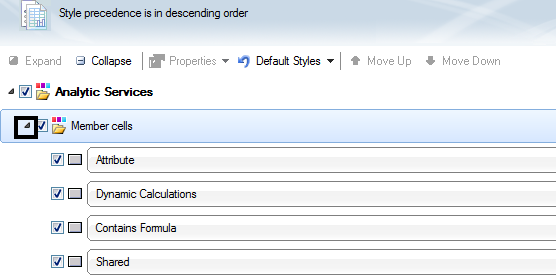 Style precedence is in descending order
Expand Collapse Properties Default Styles Move Up Move Down
Analytic Services
Member cells
Attribute
Dynamic Calculations
Contains Formula
Shared